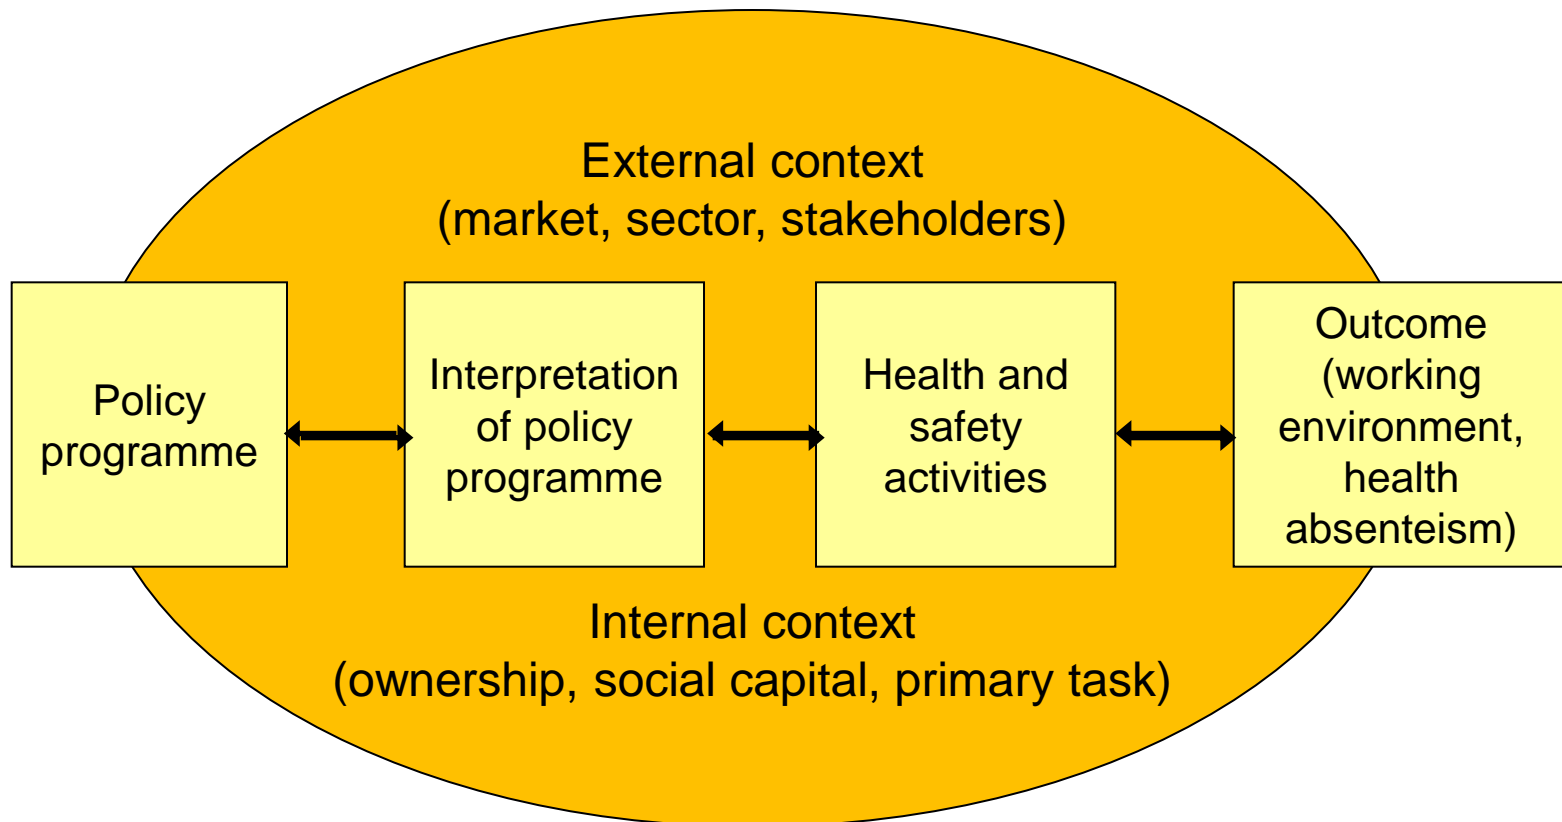 External context
(market, sector, stakeholders)
Policy
programme
Interpretation
of policy
programme
Health and
safety
activities
Outcome
(working
environment,
health
absenteism)
Internal context
(ownership, social capital, primary task)